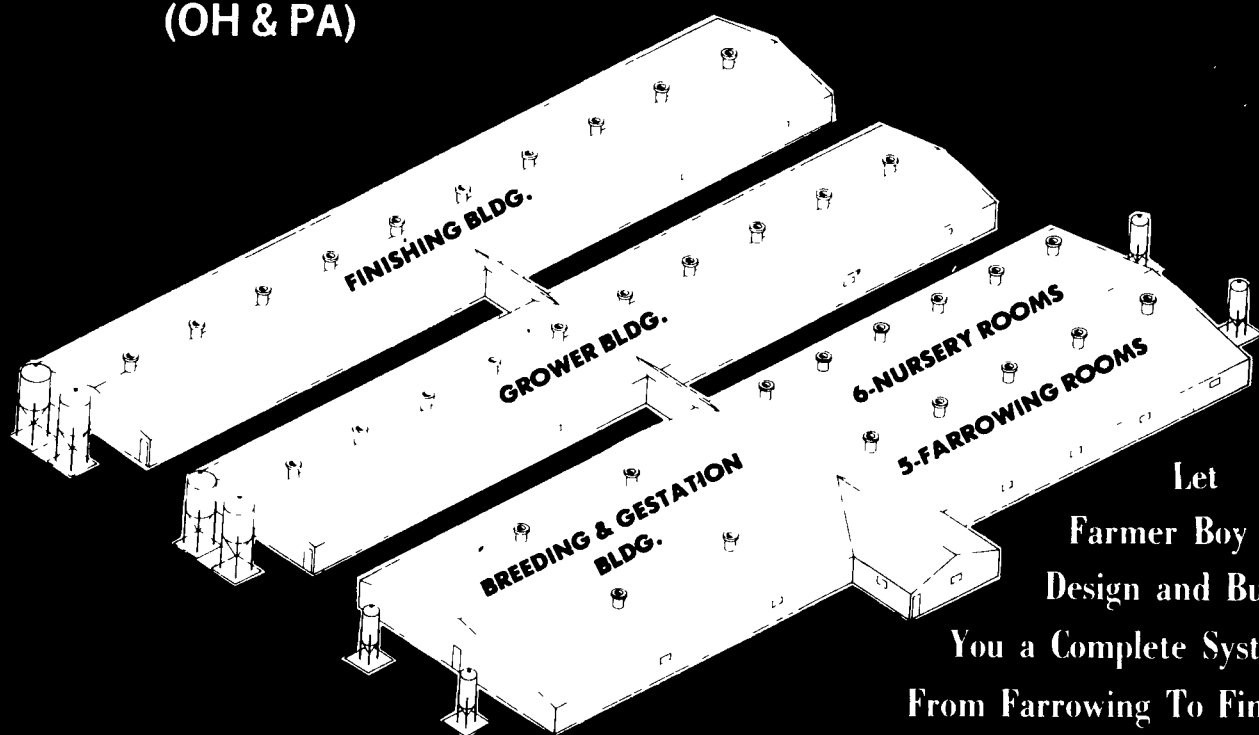 (OH & PA)
FINISHING BLDG.
GROWER BLDG.
6-NURSERY ROOMS
5-FARROWING ROOMS
BREEDING & GESTATION
BLDG.
Let
Farmer Boy
Design and Bu
You a Complete Syst
From Farrowing To Fin